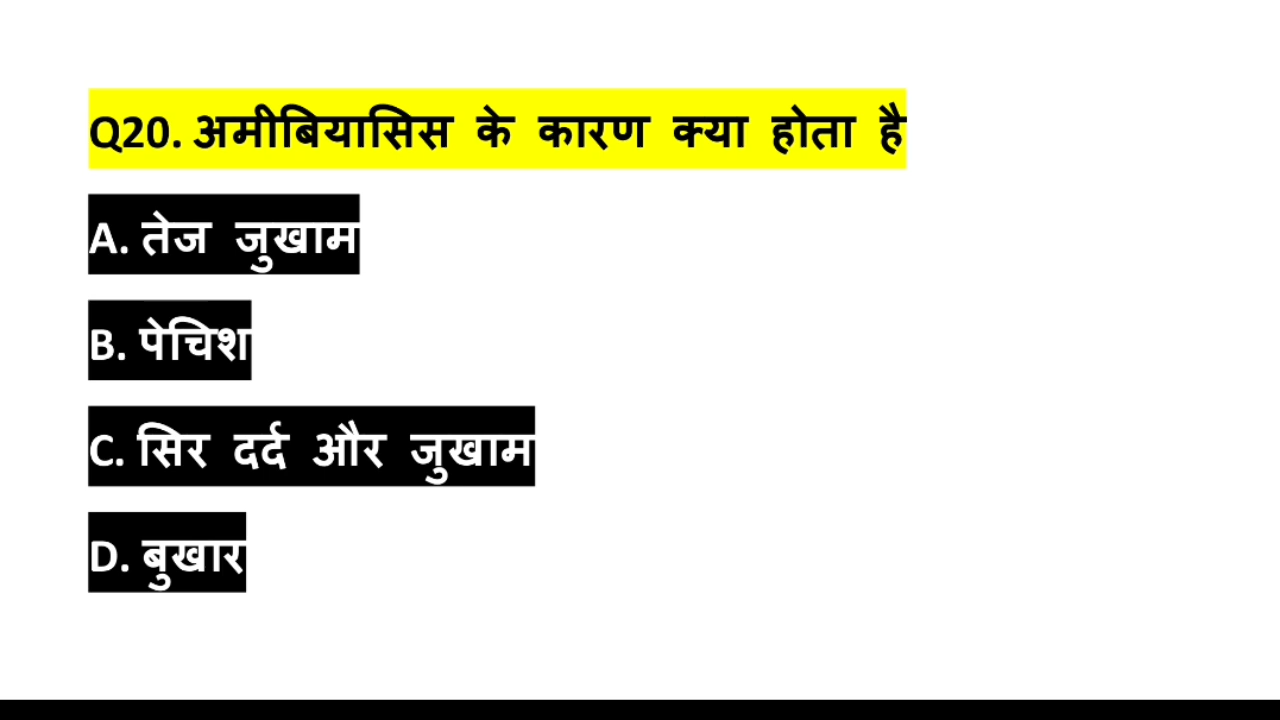 Q20. अमीबियासिस के कारण क्या होता है
A. तेज जुखाम
B. पेचिश
C. सिर दर्द और जुखाम
D. बुखार